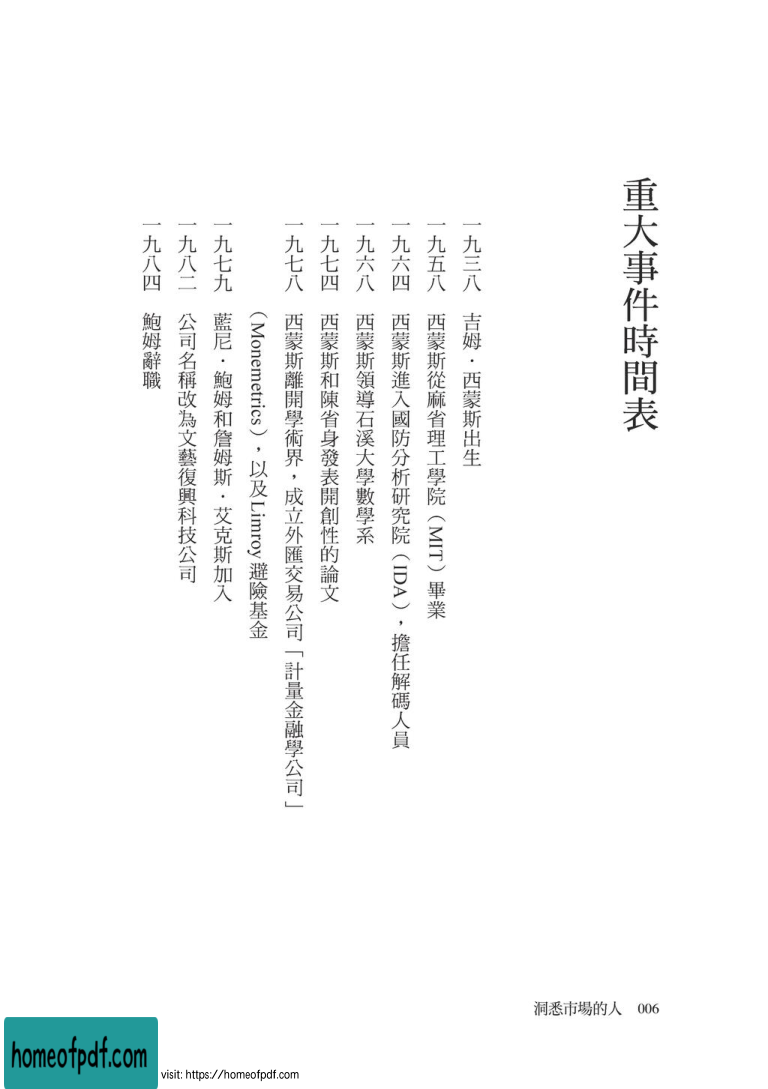 重大事件時間表
一九三八　吉姆．西蒙斯出生
一九五八　西蒙斯從麻省理工學院（MIT）畢業
一九六四　西蒙斯進入國防分析研究院（IDA），擔任解碼人員
一九六八　西蒙斯領導石溪大學數學系
一九七四　西蒙斯和陳省身發表開創性的論文
一九七八　西蒙斯離開學術界，成立外匯交易公司「計量金融學公司」
（Monemetrics），以及Limroy 避險基金
一九七九　藍尼．鮑姆和詹姆斯．艾克斯加入
一九八二　公司名稱改為文藝復興科技公司
一九八四　鮑姆辭職
洞悉市場的人　006
homeofpdf.com
visit: https://homeofpdf.com